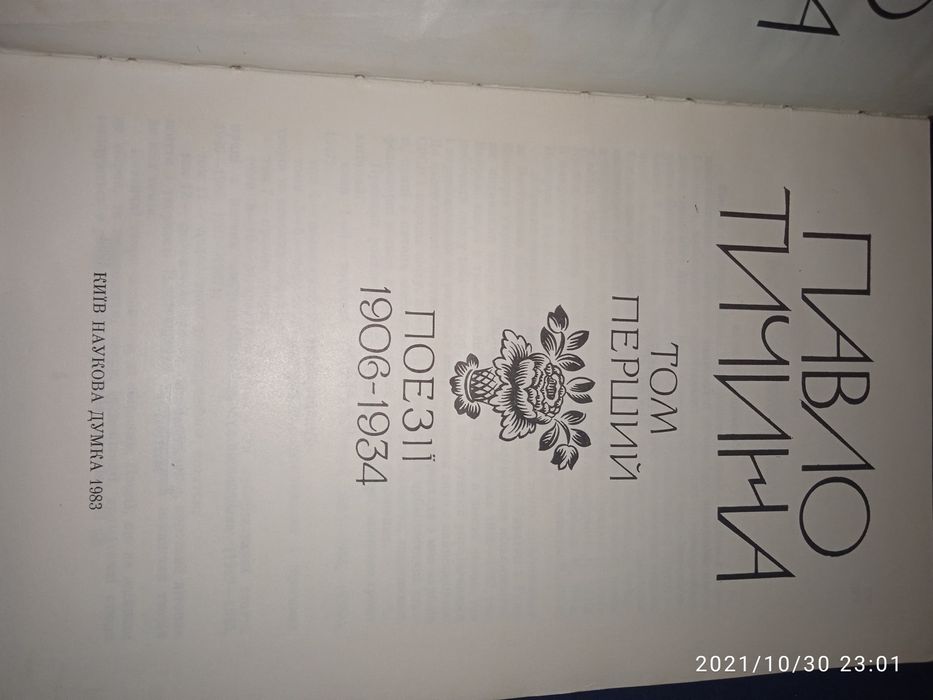 ПАВЛО
ТИЧИНА
ТОМ
ПЕРШИЙ
ПОЕЗІЇ
1906-1934
КИЇВ НАУКОВА ДУМКА 1983
2021/10/30 23:01